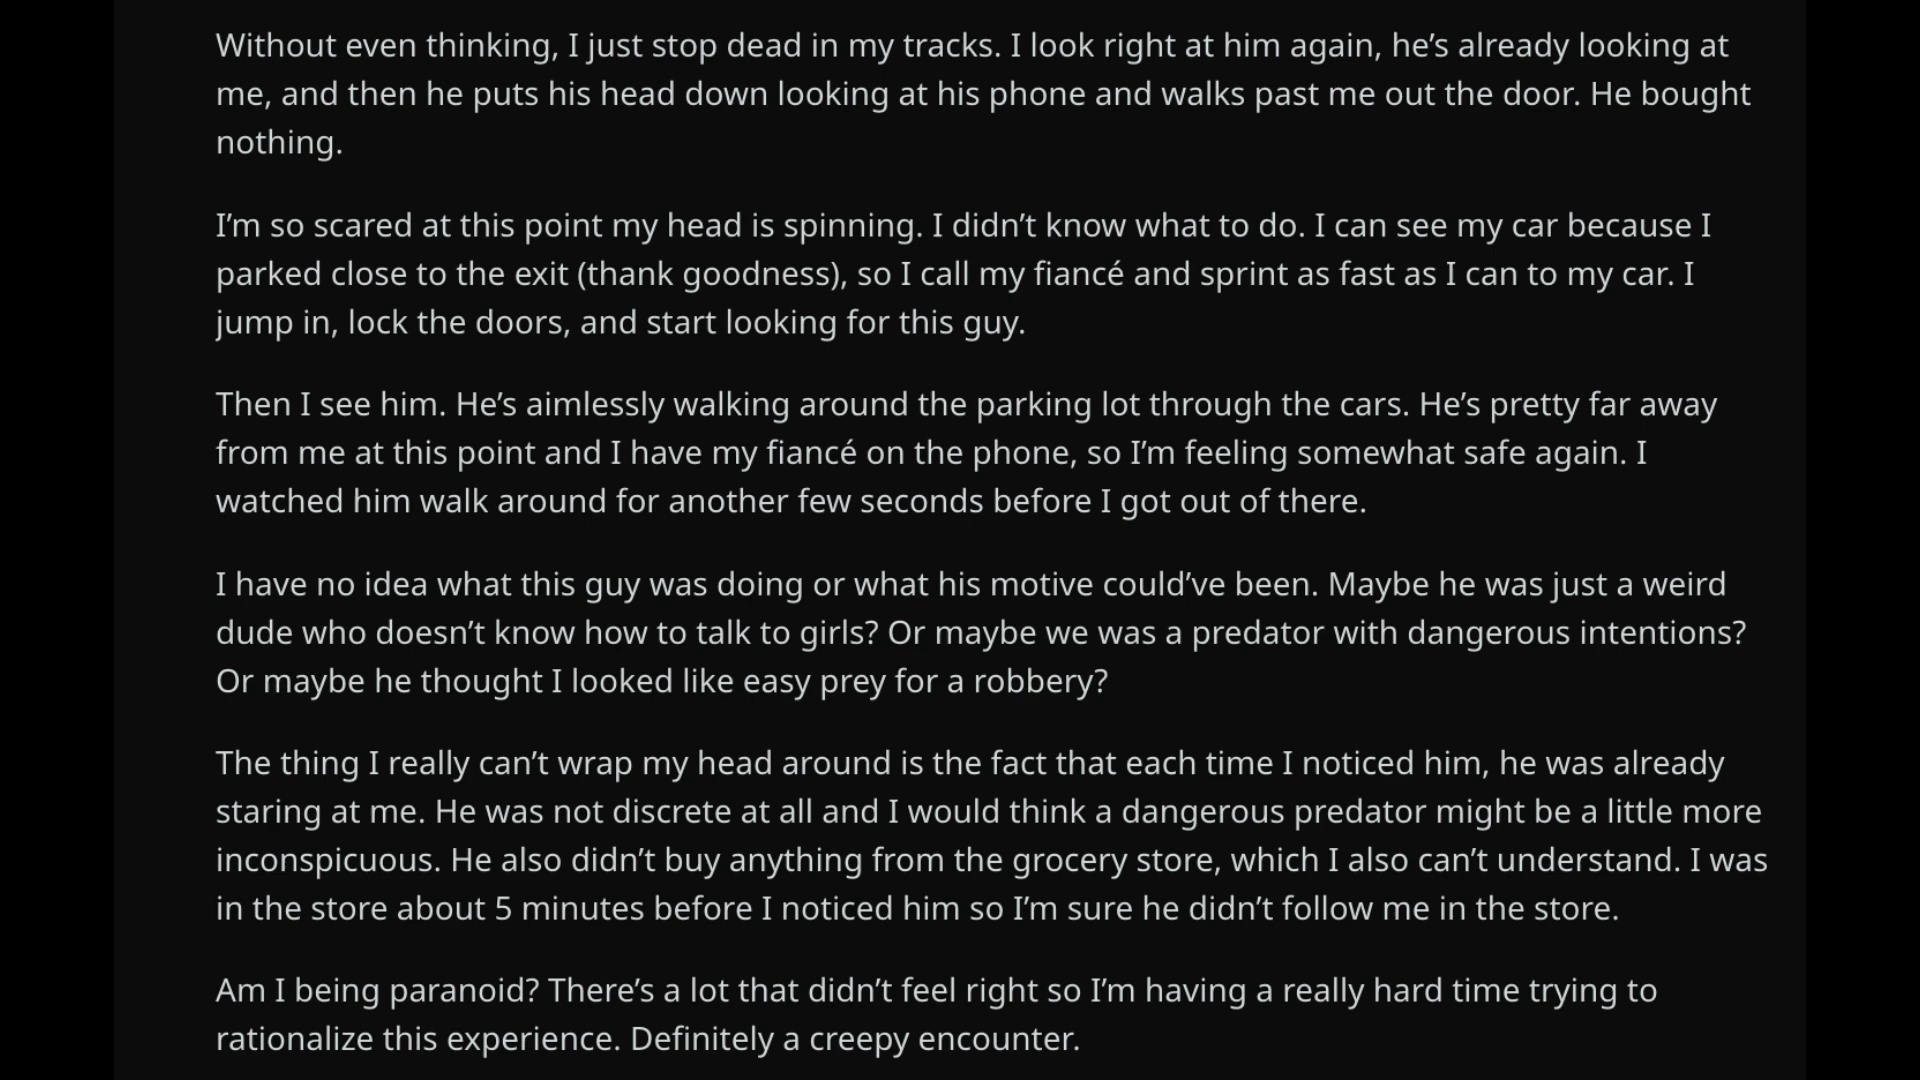 Without even thinking, I just stop dead in my tracks. I look right at him again, he’s already looking at
me, and then he puts his head down looking at his phone and walks past me out the door. He bought
nothing.
I’m so scared at this point my head is spinning. I didn’t know what to do. I can see my car because I
parked close to the exit (thank goodness), so I call my fiancé and sprint as fast as I can to my car. I
jump in, lock the doors, and start looking for this guy.
Then I see him. He’s aimlessly walking around the parking lot through the cars. He’s pretty far away
from me at this point and I have my fiancé on the phone, so I’m feeling somewhat safe again. I
watched him walk around for another few seconds before I got out of there.
I have no idea what this guy was doing or what his motive could’ve been. Maybe he was just a weird
dude who doesn’t know how to talk to girls? Or maybe we was a predator with dangerous intentions?
Or maybe he thought I looked like easy prey for a robbery?
The thing I really can’t wrap my head around is the fact that each time I noticed him, he was already
staring at me. He was not discrete at all and I would think a dangerous predator might be a little more
inconspicuous. He also didn’t buy anything from the grocery store, which I also can’t understand. I was
in the store about 5 minutes before I noticed him so I’m sure he didn’t follow me in the store.
Am I being paranoid? There’s a lot that didn’t feel right so I’m having a really hard time trying to
rationalize this experience. Definitely a creepy encounter.